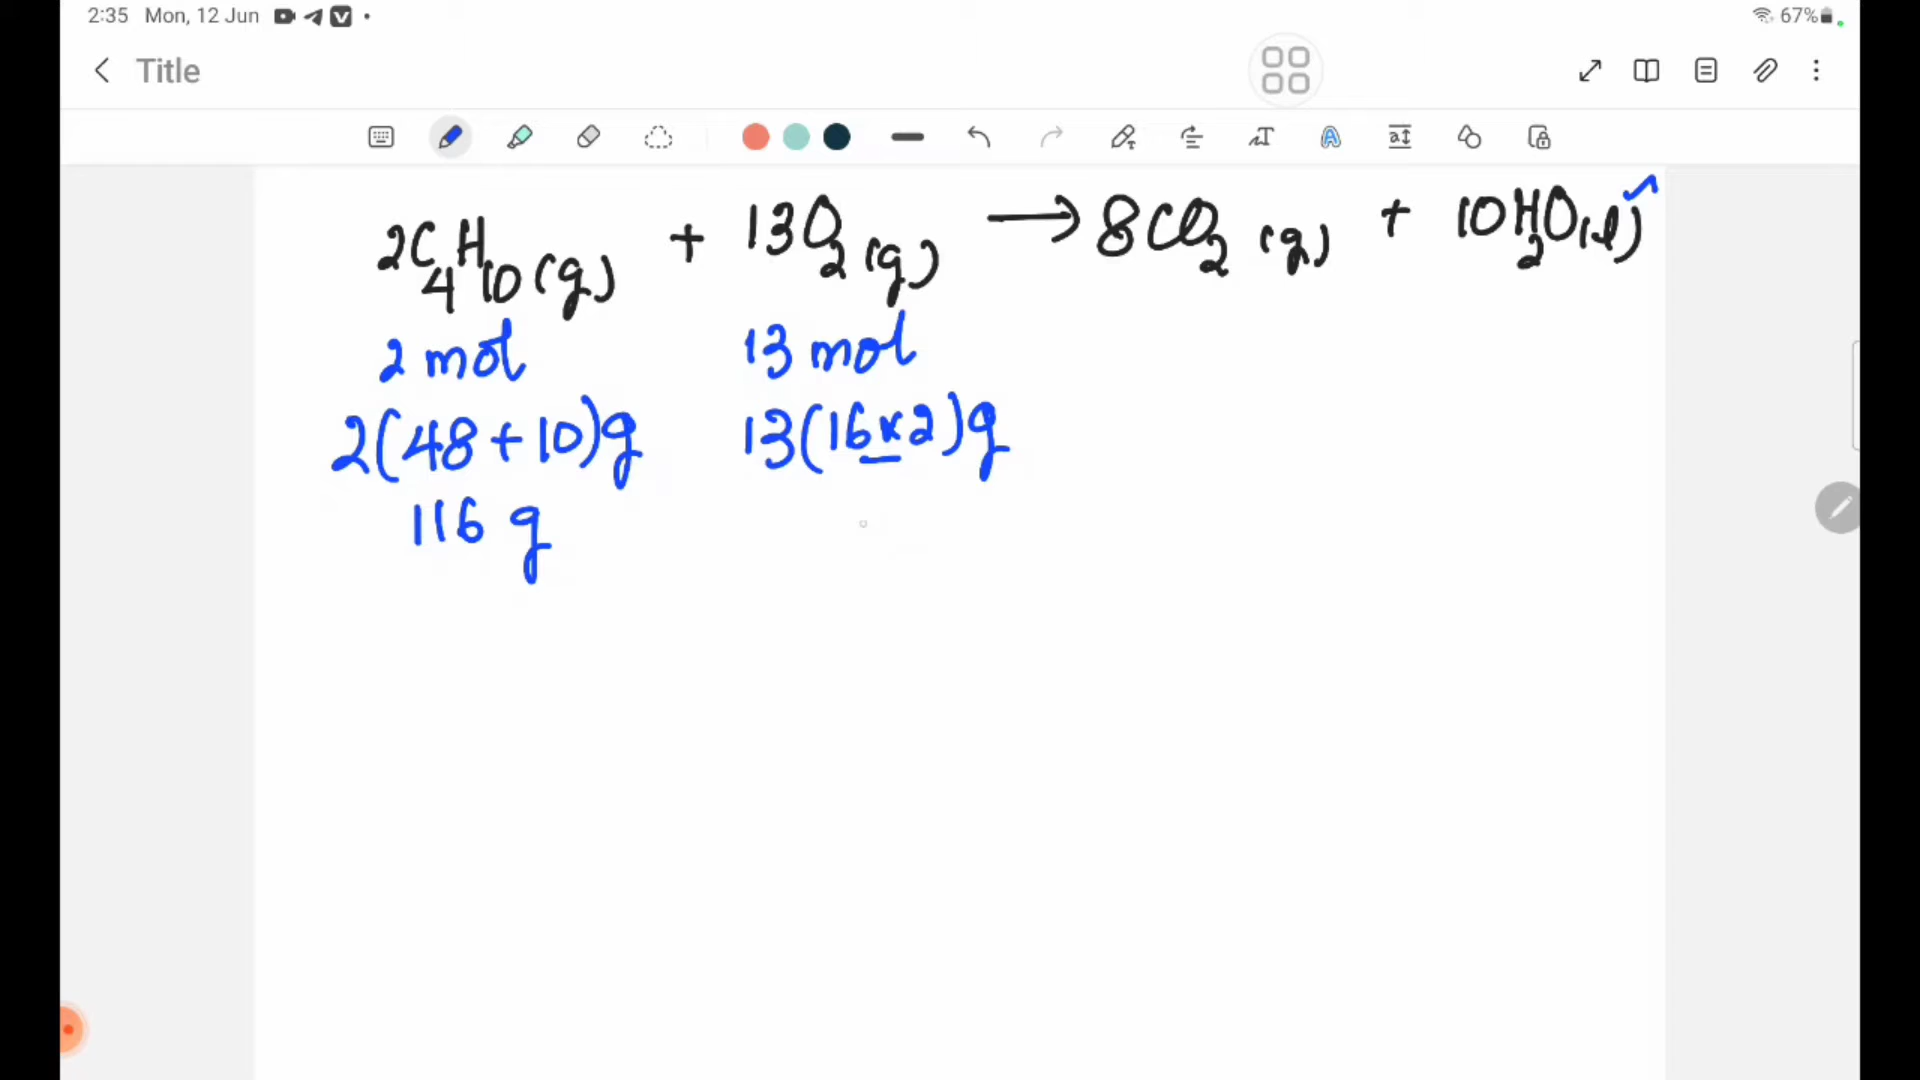 2:35 Mon, 12 Jun
67%
Title
2C₄H₁₀(g) + 13O₂(g) → 8CO₂(g) + 10H₂O(l)
2 mol 13 mol
2(48+10)g 13(16×2)g
116 g